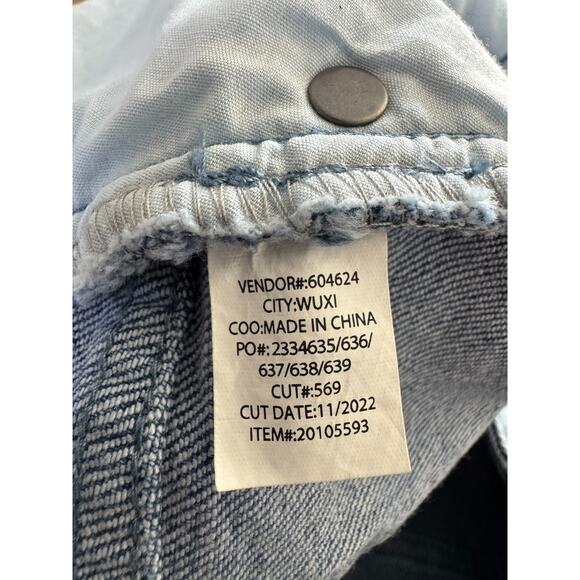 VENDOR#:604624
CITY:WUXI
COO:MADE IN CHINA
PO#:2334635/636/
637/638/639
CUT#:569
CUT DATE:11/2022
ITEM#:20105593